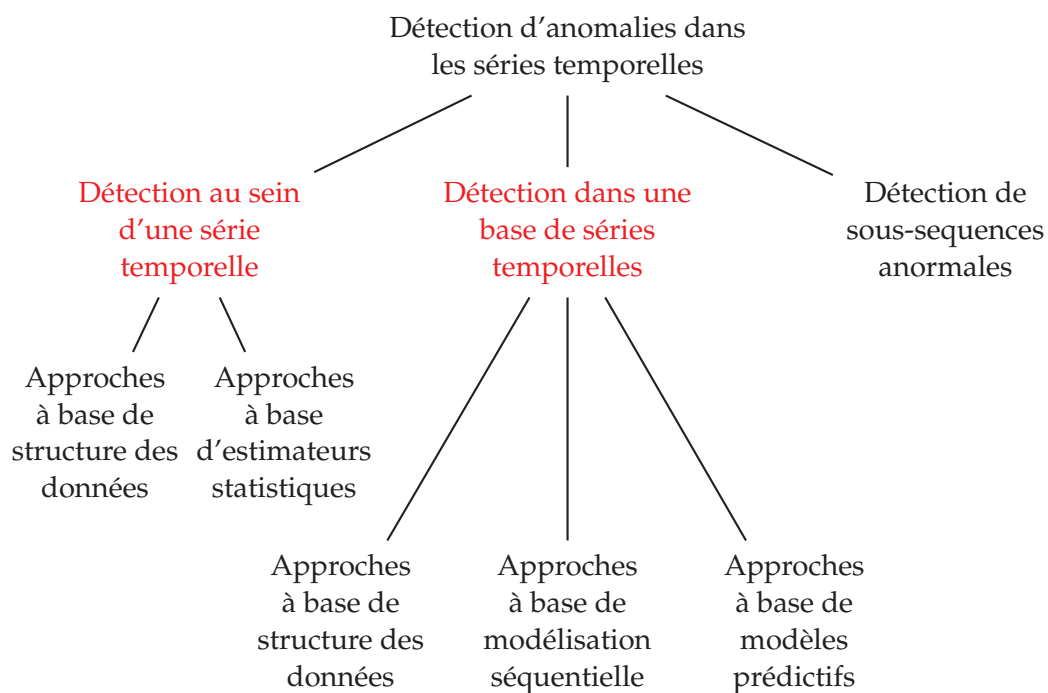 Détection d’anomalies dans
les séries temporelles
Détection au sein
d’une série
temporelle
Détection dans une
base de séries
temporelles
Détection de
sous-sequences
anormales
Approches
à base de
structure des
données
Approches
à base
d’estimateurs
statistiques
Approches
à base de
structure des
données
Approches
à base de
modélisation
séquentielle
Approches
à base de
modèles
prédictifs